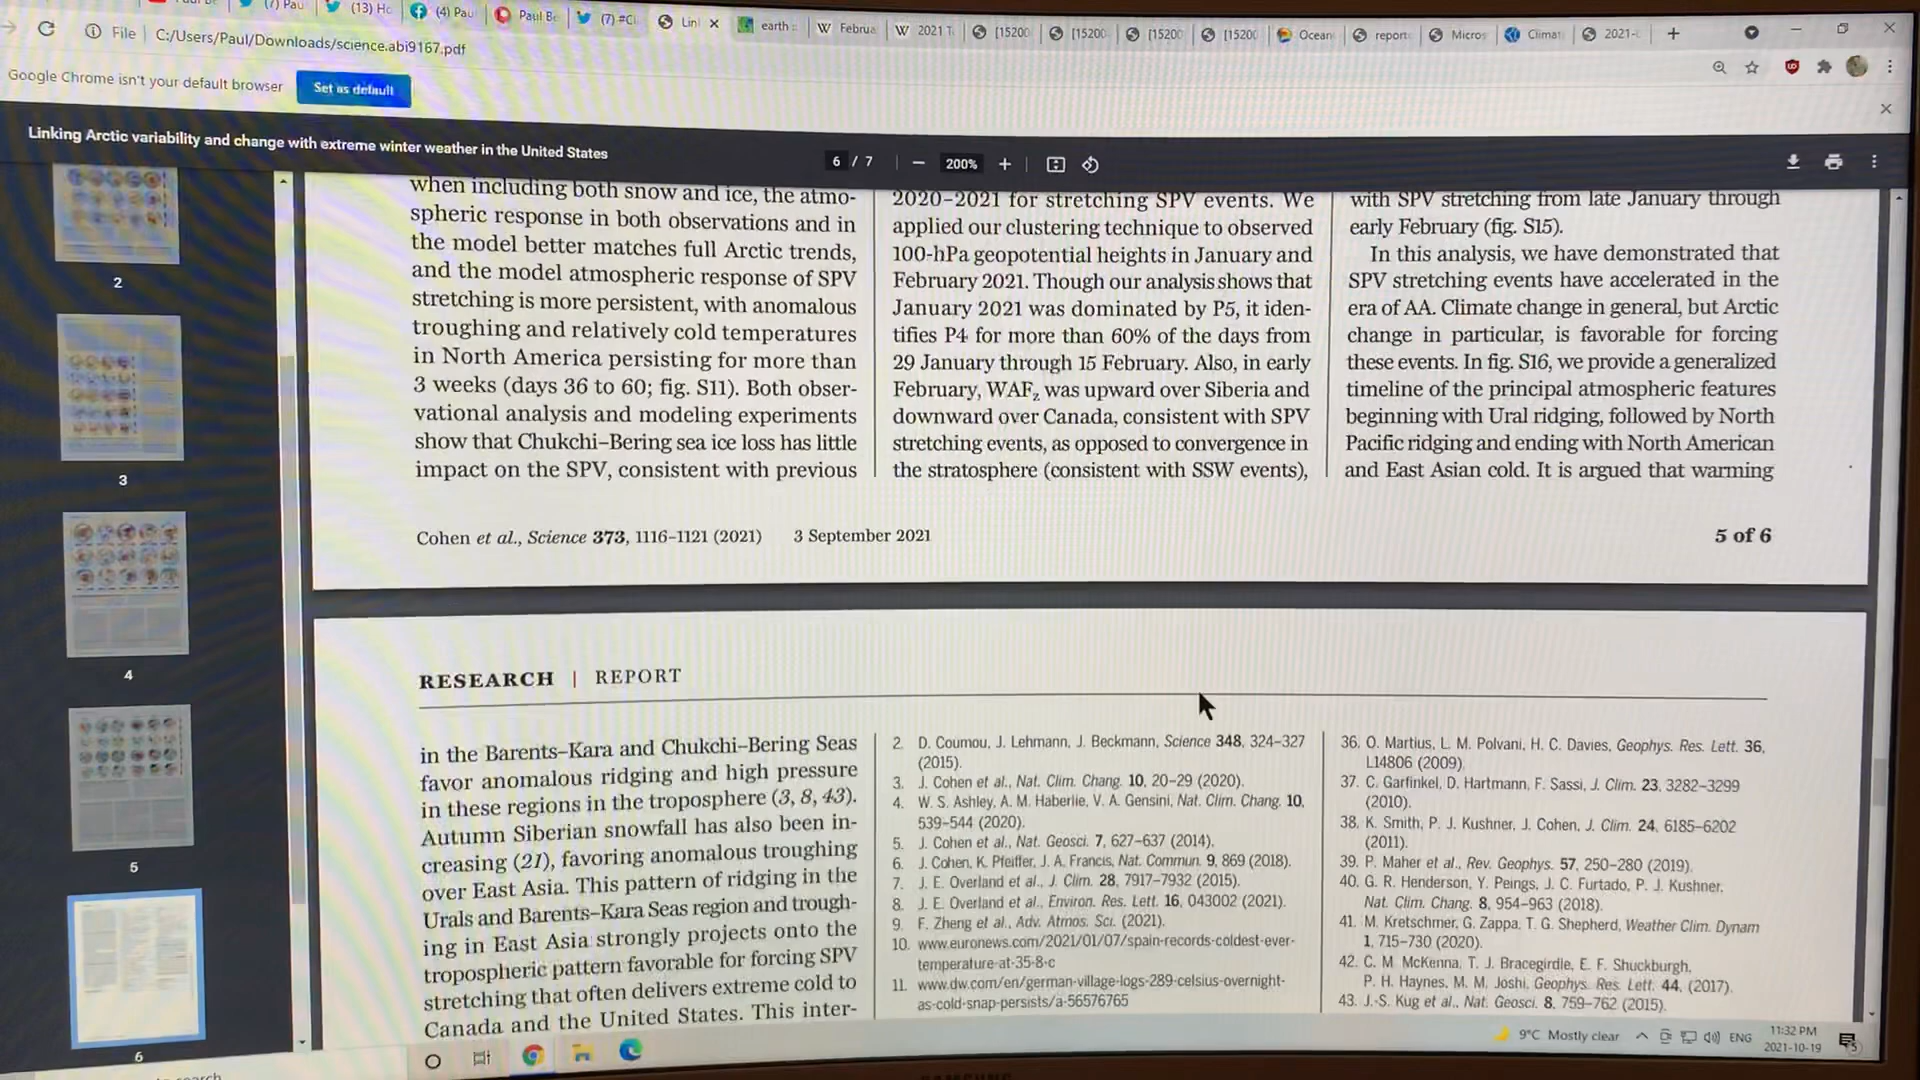 (7) Pau
(13) Ho
(4) Pau
Paul Be
(7) #Cl
Lin
earth ::
Februa
2021 T
[15200
[15200
[15200
[15200
Ocean
report
Micros
Climat
2021-
File
C:/Users/Paul/Downloads/science.abi9167.pdf
Google Chrome isn't your default browser
Set as default
Linking Arctic variability and change with extreme winter weather in the United States
6 / 7
200%
2
3
4
5
6
when including both snow and ice, the atmo-
spheric response in both observations and in
the model better matches full Arctic trends,
and the model atmospheric response of SPV
stretching is more persistent, with anomalous
troughing and relatively cold temperatures
in North America persisting for more than
3 weeks (days 36 to 60; fig. S11). Both obser-
vational analysis and modeling experiments
show that Chukchi–Bering sea ice loss has little
impact on the SPV, consistent with previous
2020–2021 for stretching SPV events. We
applied our clustering technique to observed
100-hPa geopotential heights in January and
February 2021. Though our analysis shows that
January 2021 was dominated by P5, it iden-
tifies P4 for more than 60% of the days from
29 January through 15 February. Also, in early
February, WAFz was upward over Siberia and
downward over Canada, consistent with SPV
stretching events, as opposed to convergence in
the stratosphere (consistent with SSW events),
with SPV stretching from late January through
early February (fig. S15).
In this analysis, we have demonstrated that
SPV stretching events have accelerated in the
era of AA. Climate change in general, but Arctic
change in particular, is favorable for forcing
these events. In fig. S16, we provide a generalized
timeline of the principal atmospheric features
beginning with Ural ridging, followed by North
Pacific ridging and ending with North American
and East Asian cold. It is argued that warming
Cohen et al., Science 373, 1116–1121 (2021) 3 September 2021
5 of 6
RESEARCH | REPORT
in the Barents–Kara and Chukchi–Bering Seas
favor anomalous ridging and high pressure
in these regions in the troposphere (3, 8, 43).
Autumn Siberian snowfall has also been in-
creasing (21), favoring anomalous troughing
over East Asia. This pattern of ridging in the
Urals and Barents–Kara Seas region and trough-
ing in East Asia strongly projects onto the
tropospheric pattern favorable for forcing SPV
stretching that often delivers extreme cold to
Canada and the United States. This inter-
2. D. Coumou, J. Lehmann, J. Beckmann, Science 348, 324–327
(2015).
3. J. Cohen et al., Nat. Clim. Chang. 10, 20–29 (2020).
4. W. S. Ashley, A. M. Haberlie, V. A. Gensini, Nat. Clim. Chang. 10,
539–544 (2020).
5. J. Cohen et al., Nat. Geosci. 7, 627–637 (2014).
6. J. Cohen, K. Pfeiffer, J. A. Francis, Nat. Commun. 9, 869 (2018).
7. J. E. Overland et al., J. Clim. 28, 7917–7932 (2015).
8. J. E. Overland et al., Environ. Res. Lett. 16, 043002 (2021).
9. F. Zheng et al., Adv. Atmos. Sci. (2021).
10. www.euronews.com/2021/01/07/spain-records-coldest-ever-
temperature-at-35-8-c
11. www.dw.com/en/german-village-logs-289-celsius-overnight-
as-cold-snap-persists/a-56576765
36. O. Martius, L. M. Polvani, H. C. Davies, Geophys. Res. Lett. 36,
L14806 (2009).
37. C. Garfinkel, D. Hartmann, F. Sassi, J. Clim. 23, 3282–3299
(2010).
38. K. Smith, P. J. Kushner, J. Cohen, J. Clim. 24, 6185–6202
(2011).
39. P. Maher et al., Rev. Geophys. 57, 250–280 (2019).
40. G. R. Henderson, Y. Peings, J. C. Furtado, P. J. Kushner,
Nat. Clim. Chang. 8, 954–963 (2018).
41. M. Kretschmer, G. Zappa, T. G. Shepherd, Weather Clim. Dynam
1, 715–730 (2020).
42. C. M. McKenna, T. J. Bracegirdle, E. F. Shuckburgh,
P. H. Haynes, M. M. Joshi, Geophys. Res. Lett. 44, (2017).
43. J.-S. Kug et al., Nat. Geosci. 8, 759–762 (2015).
9°C Mostly clear
ENG
11:32 PM
2021-10-19